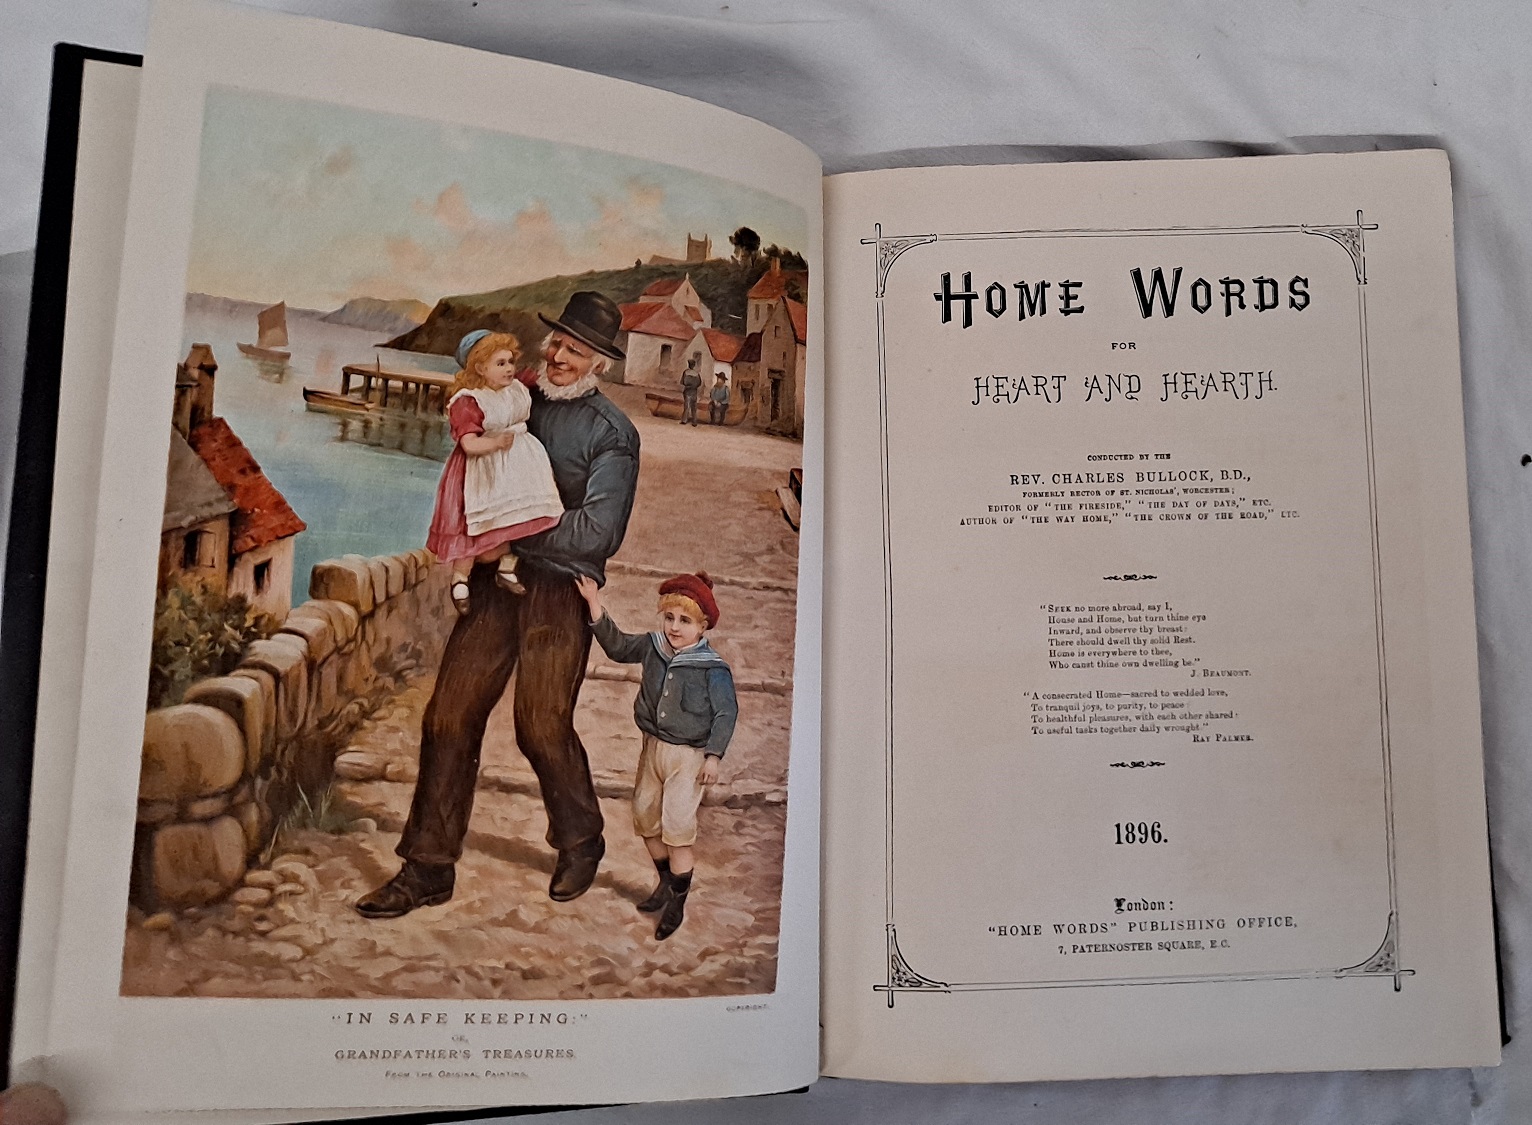 COPYRIGHT.
"IN SAFE KEEPING:"
OR,
GRANDFATHER'S TREASURES.
FROM THE ORIGINAL PAINTING.
HOME WORDS
FOR
HEART AND HEARTH.
CONDUCTED BY THE
REV. CHARLES BULLOCK, B.D.,
FORMERLY RECTOR OF ST. NICHOLAS', WORCESTER;
EDITOR OF "THE FIRESIDE," "THE DAY OF DAYS," ETC.
AUTHOR OF "THE WAY HOME," "THE CROWN OF THE ROAD," ETC.
"SEEK no more abroad, say I,
House and Home, but turn thine eye
Inward, and observe thy breast:
There should dwell thy solid Rest.
Home is everywhere to thee,
Who canst thine own dwelling be."
J. BEAUMONT.
"A consecrated Home—sacred to wedded love,
To tranquil joys, to purity, to peace:
To healthful pleasures, with each other shared:
To useful tasks together daily wrought."
RAY PALMER.
1896.
London:
"HOME WORDS" PUBLISHING OFFICE,
7, PATERNOSTER SQUARE, E.C.